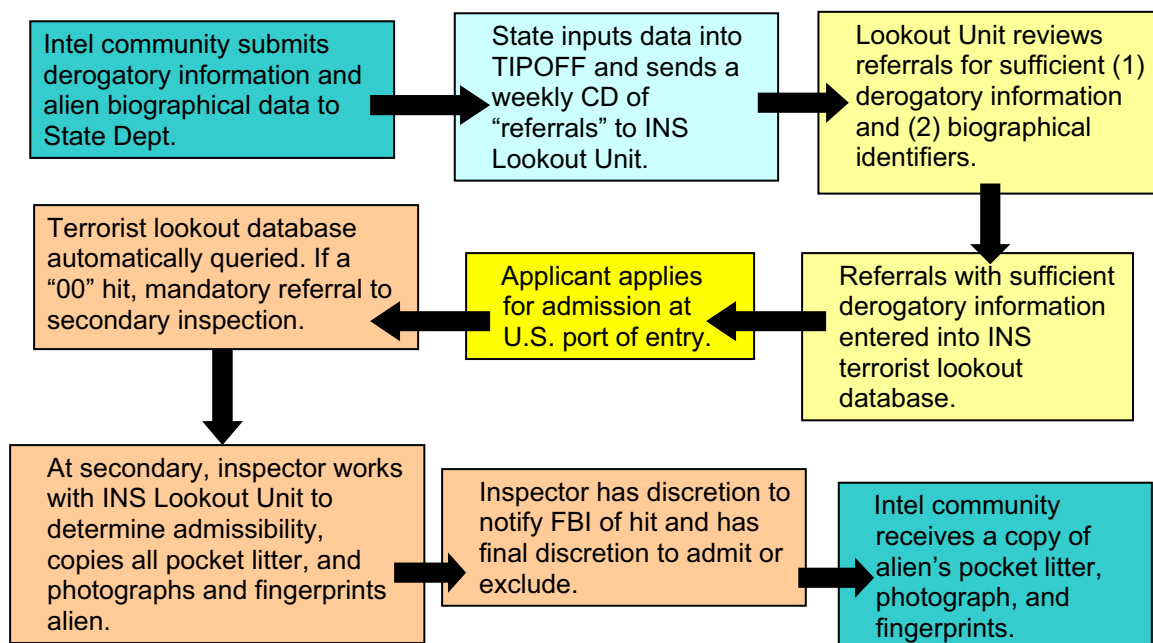 Intel community submits
derogatory information and
alien biographical data to
State Dept.
State inputs data into
TIPOFF and sends a
weekly CD of
“referrals” to INS
Lookout Unit.
Lookout Unit reviews
referrals for sufficient (1)
derogatory information
and (2) biographical
identifiers.
Referrals with sufficient
derogatory information
entered into INS
terrorist lookout
database.
Applicant applies
for admission at
U.S. port of entry.
Terrorist lookout database
automatically queried. If a
“00” hit, mandatory referral to
secondary inspection.
At secondary, inspector works
with INS Lookout Unit to
determine admissibility,
copies all pocket litter, and
photographs and fingerprints
alien.
Inspector has discretion to
notify FBI of hit and has
final discretion to admit or
exclude.
Intel community
receives a copy of
alien’s pocket litter,
photograph, and
fingerprints.